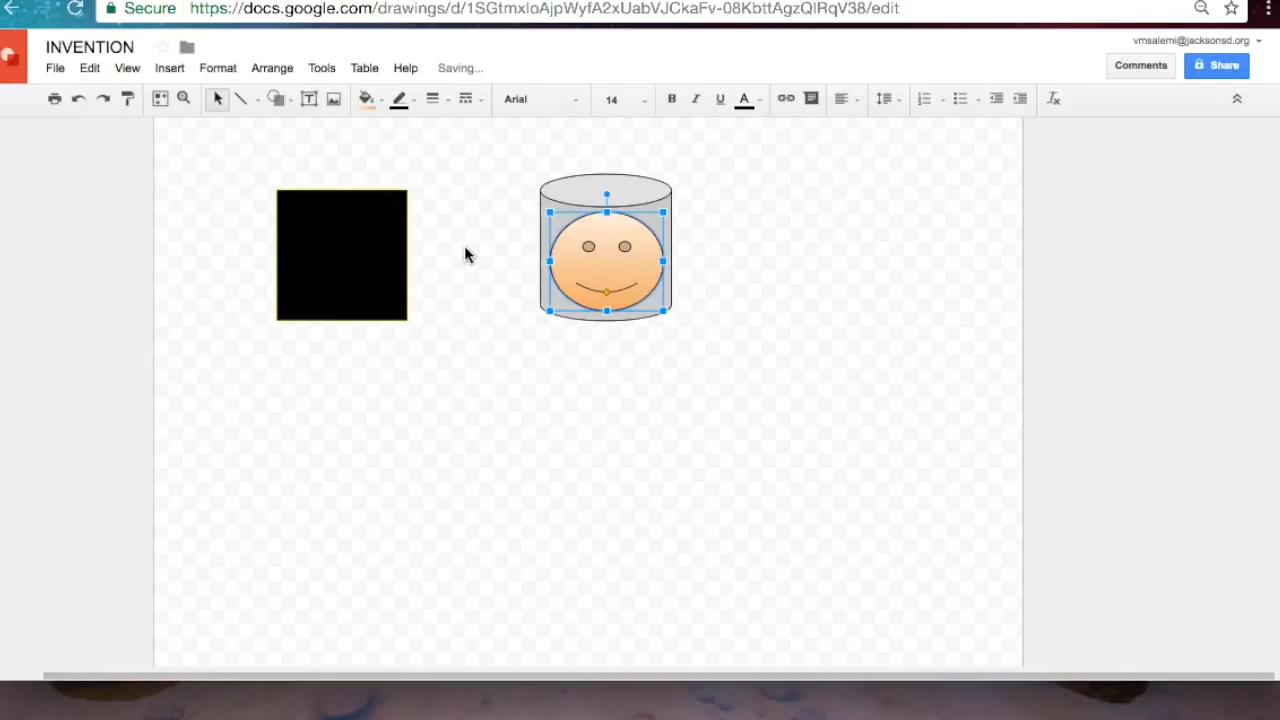 Secure https://docs.google.com/drawings/d/1SGtmxloAjpWyfA2xUabVJCkaFv-08KbttAgzQlRqV38/edit
INVENTION
vmsalemi@jacksonsd.org
File Edit View Insert Format Arrange Tools Table Help Saving...
Comments Share
Arial 14 B I U A